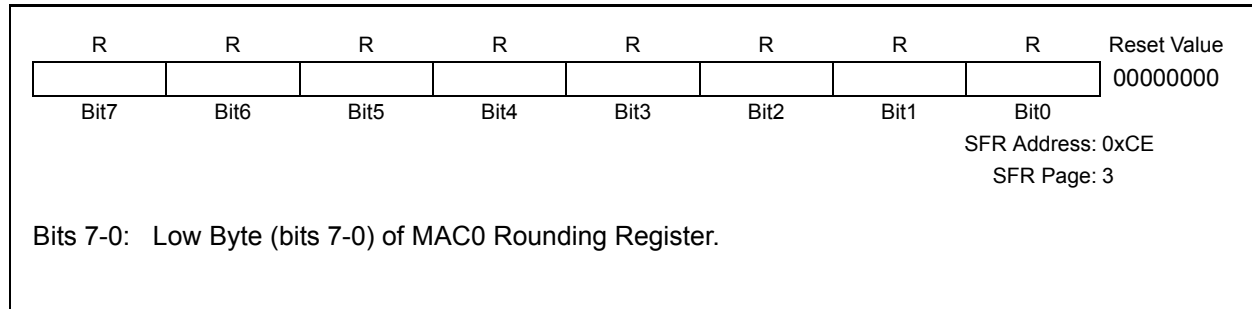 R R R R R R R R Reset Value
00000000
Bit7 Bit6 Bit5 Bit4 Bit3 Bit2 Bit1 Bit0
SFR Address: 0xCE
SFR Page: 3
Bits 7-0: Low Byte (bits 7-0) of MAC0 Rounding Register.